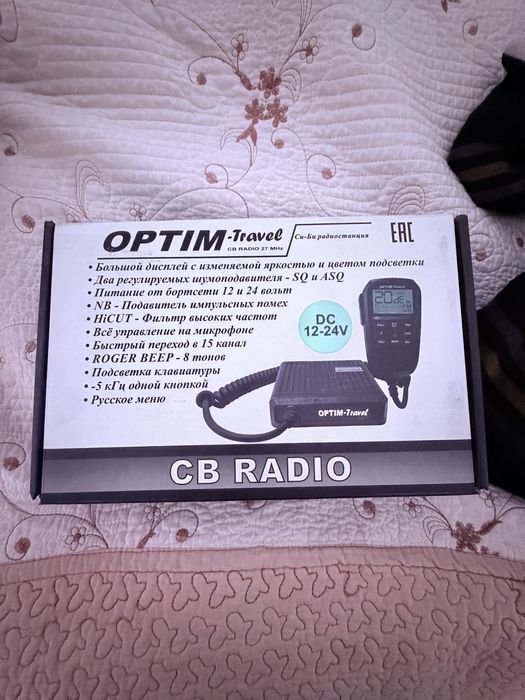 OPTIM-Travel
CB RADIO 27 MHz
Си-Би радиостанция
EAC
• Большой дисплей с изменяемой яркостью и цветом подсветки
• Два регулируемых шумоподавителя - SQ и ASQ
• Питание от бортсети 12 и 24 вольт
• NB - Подавитель импульсных помех
• HiCUT - Фильтр высоких частот
• Всё управление на микрофоне
• Быстрый переход в 15 канал
• ROGER BEEP - 8 тонов
• Подсветка клавиатуры
• -5 кГц одной кнопкой
• Русское меню
DC
12-24V
OPTIM-Travel
OPTIM-Travel
CB RADIO